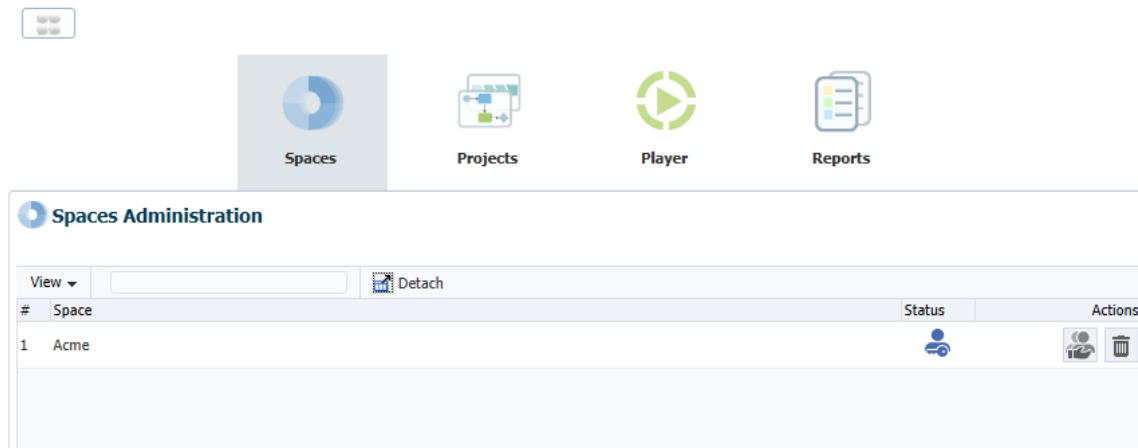 Spaces Projects Player Reports
Spaces Administration
View Detach
# Space Status Actions
1 Acme